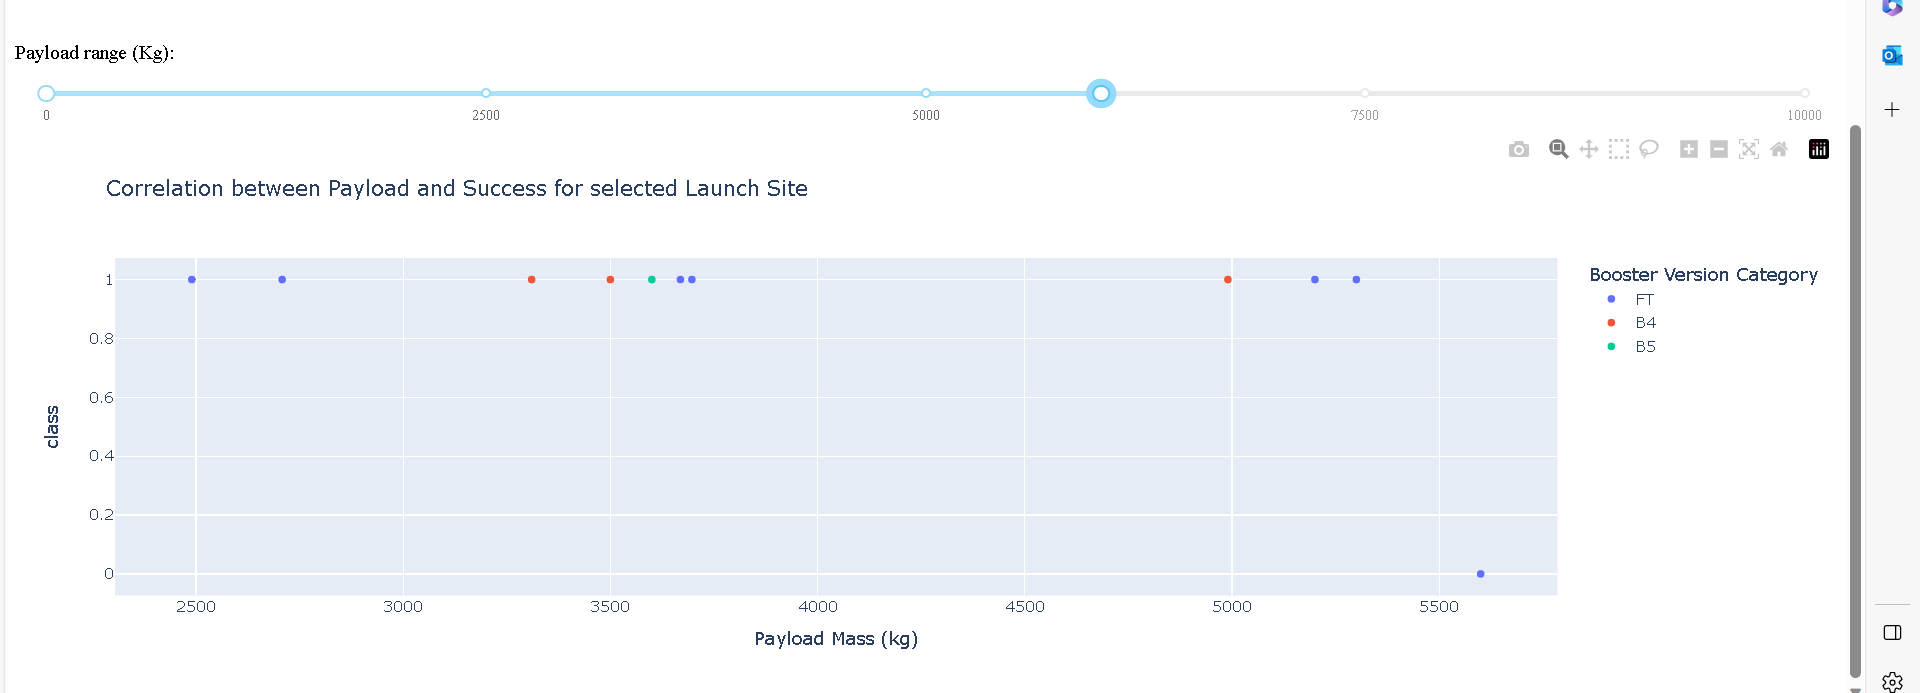 Payload range (Kg):
0 2500 5000 7500 10000
Correlation between Payload and Success for selected Launch Site
1
0.8
0.6
0.4
0.2
0
class
2500 3000 3500 4000 4500 5000 5500
Payload Mass (kg)
Booster Version Category
FT
B4
B5